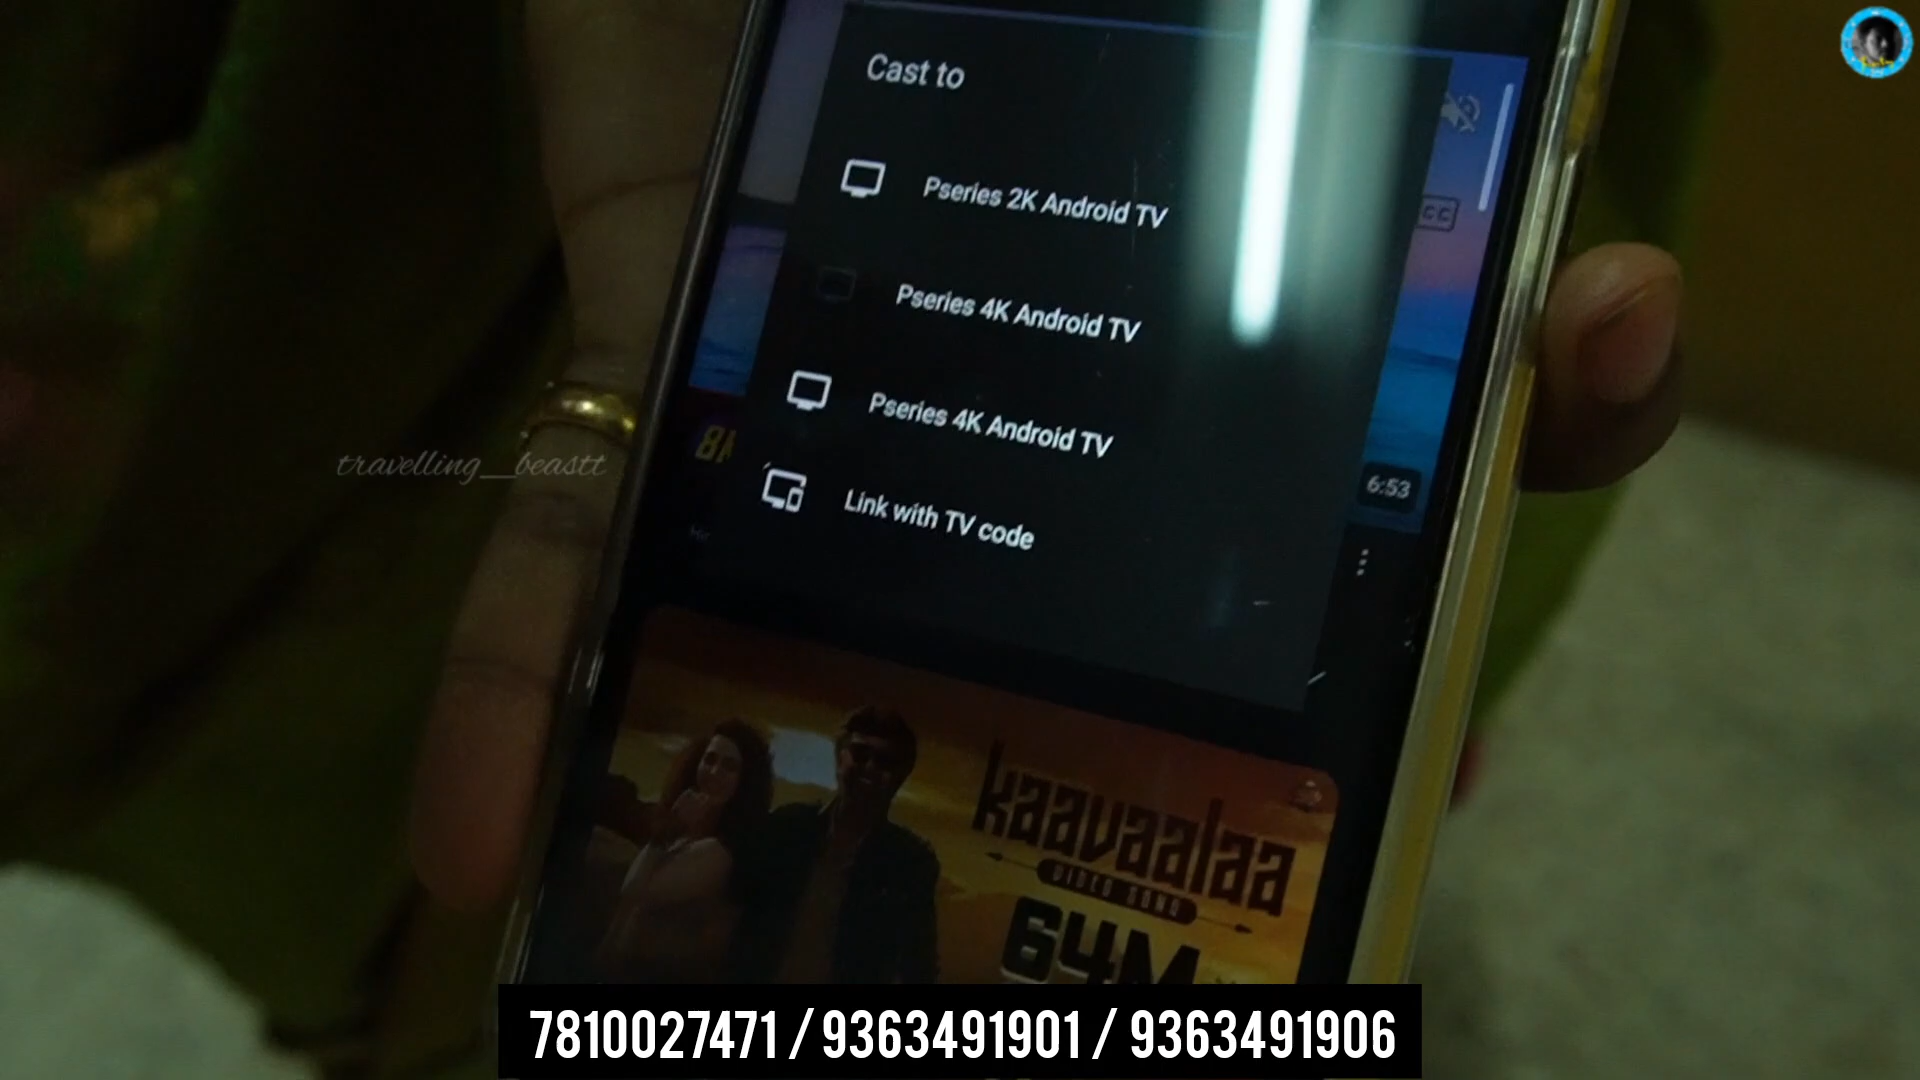 Cast to
Pseries 2K Android TV
CC
Pseries 4K Android TV
Pseries 4K Android TV
6:53
travelling__beastt
Link with TV code
kaavaalaa
VIDEO SONG
64M
7810027471 / 9363491901 / 9363491906